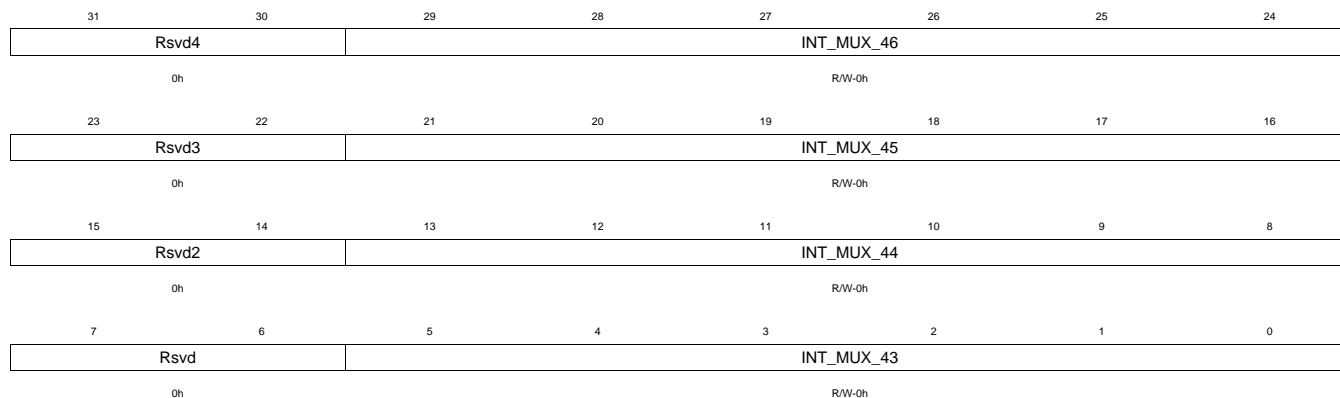 31 30 29 28 27 26 25 24
Rsvd4 INT_MUX_46
0h R/W-0h
23 22 21 20 19 18 17 16
Rsvd3 INT_MUX_45
0h R/W-0h
15 14 13 12 11 10 9 8
Rsvd2 INT_MUX_44
0h R/W-0h
7 6 5 4 3 2 1 0
Rsvd INT_MUX_43
0h R/W-0h